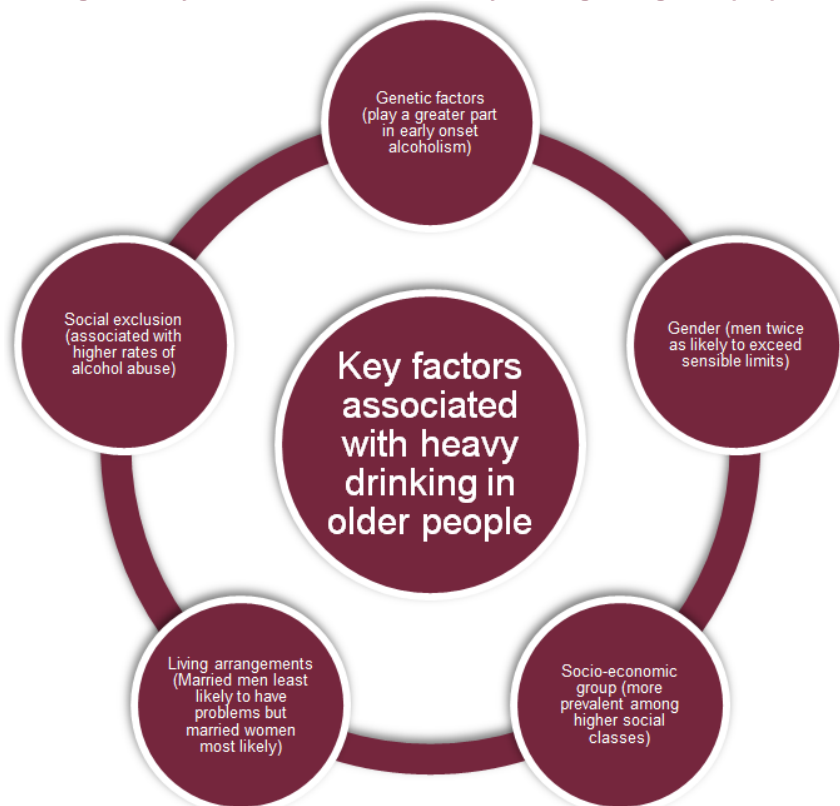 Genetic factors
(play a greater part
in early onset
alcoholism)
Gender (men twice
as likely to exceed
sensible limits)
Socio-economic
group (more
prevalent among
higher social
classes)
Living arrangements
(Married men least
likely to have
problems but
married women
most likely)
Social exclusion
(associated with
higher rates of
alcohol abuse)
Key factors
associated
with heavy
drinking in
older people